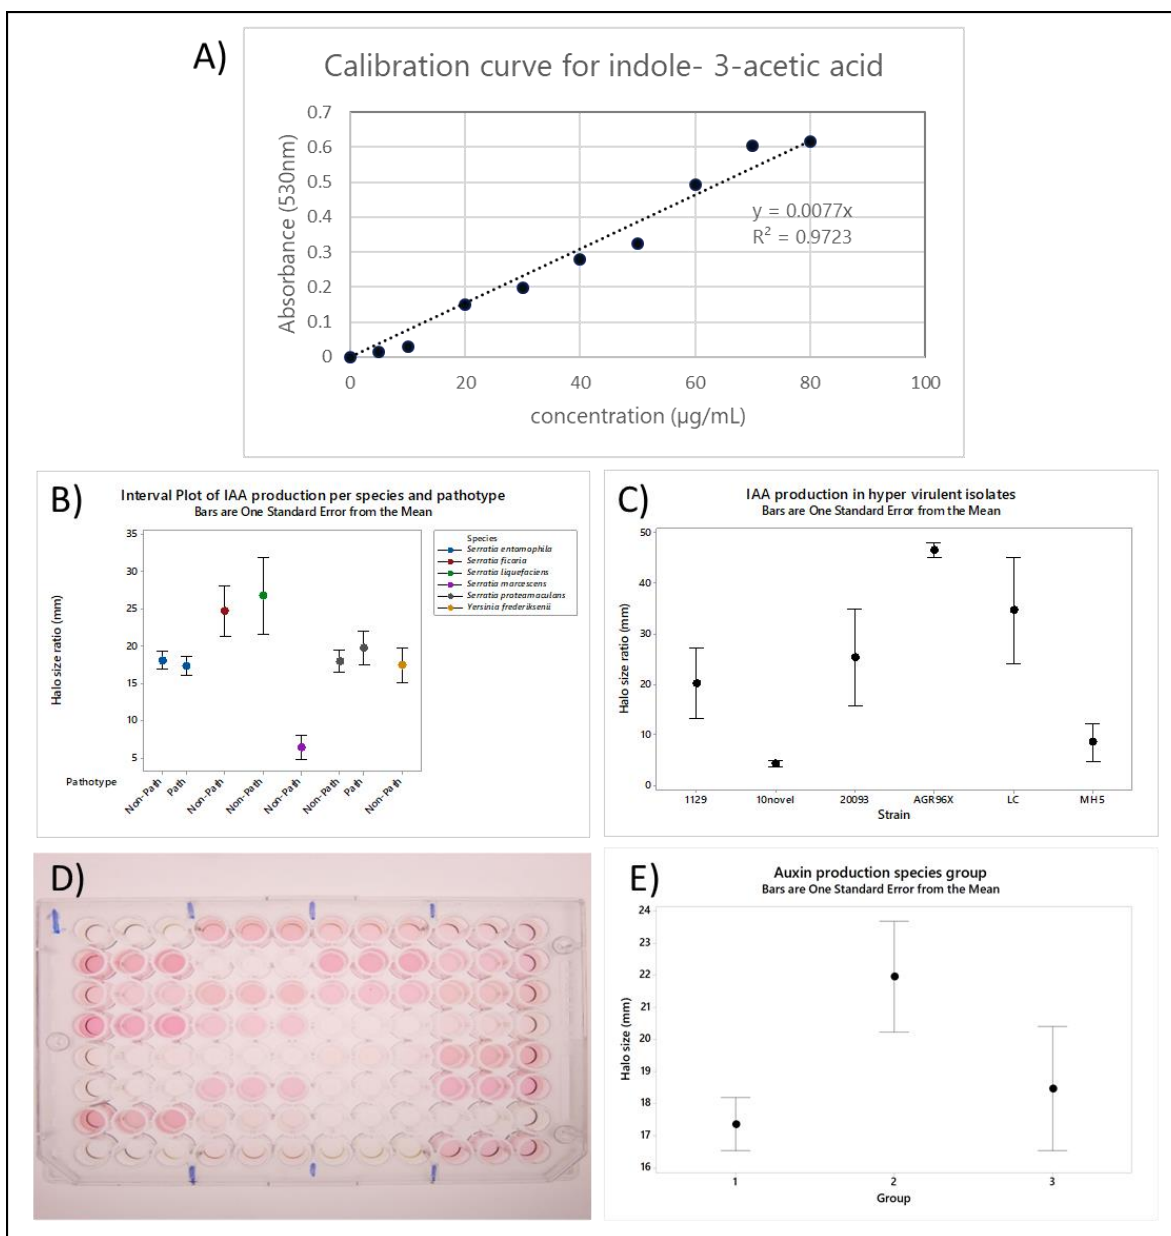 A)
Calibration curve for indole- 3-acetic acid
0.7
0.6
0.5
0.4
0.3
0.2
0.1
0
Absorbance (530nm)
y = 0.0077x
R² = 0.9723
0 20 40 60 80 100
concentration (µg/mL)
B)
Interval Plot of IAA production per species and pathotype
Bars are One Standard Error from the Mean
35
30
25
20
15
10
5
Halo size ratio (mm)
Species
Serratia entomophila
Serratia ficaria
Serratia liquefaciens
Serratia marcescens
Serratia proteamaculans
Yersinia frederiksenii
Pathotype
Non-Path Path Non-Path Non-Path Non-Path Non-Path Path Non-Path
C)
IAA production in hyper virulent isolates
Bars are One Standard Error from the Mean
50
40
30
20
10
0
Halo size ratio (mm)
1129 10novel 20093 AGR96X LC MH5
Strain
D)
1
E)
Auxin production species group
Bars are One Standard Error from the Mean
24
23
22
21
20
19
18
17
16
Halo size (mm)
1 2 3
Group